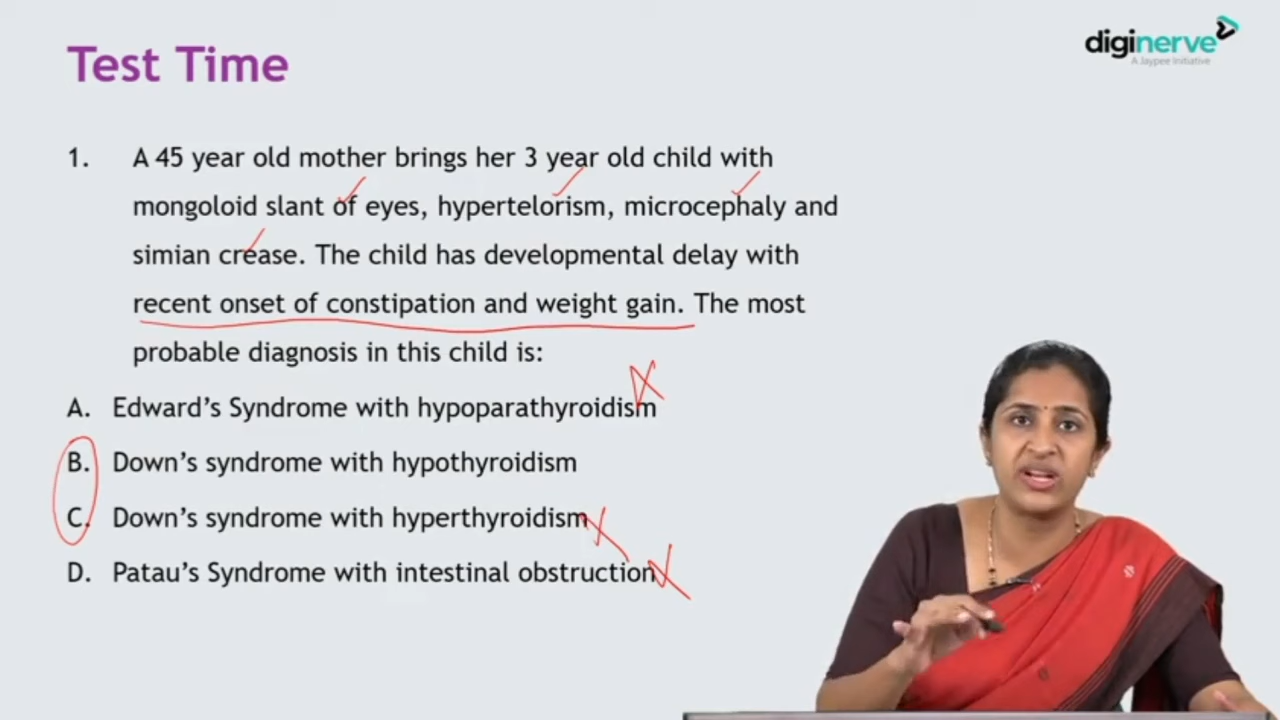 Test Time
diginerve
A Jaypee Initiative
1. A 45 year old mother brings her 3 year old child with
mongoloid slant of eyes, hypertelorism, microcephaly and
simian crease. The child has developmental delay with
recent onset of constipation and weight gain. The most
probable diagnosis in this child is:
A. Edward's Syndrome with hypoparathyroidism
B. Down's syndrome with hypothyroidism
C. Down's syndrome with hyperthyroidism
D. Patau's Syndrome with intestinal obstruction